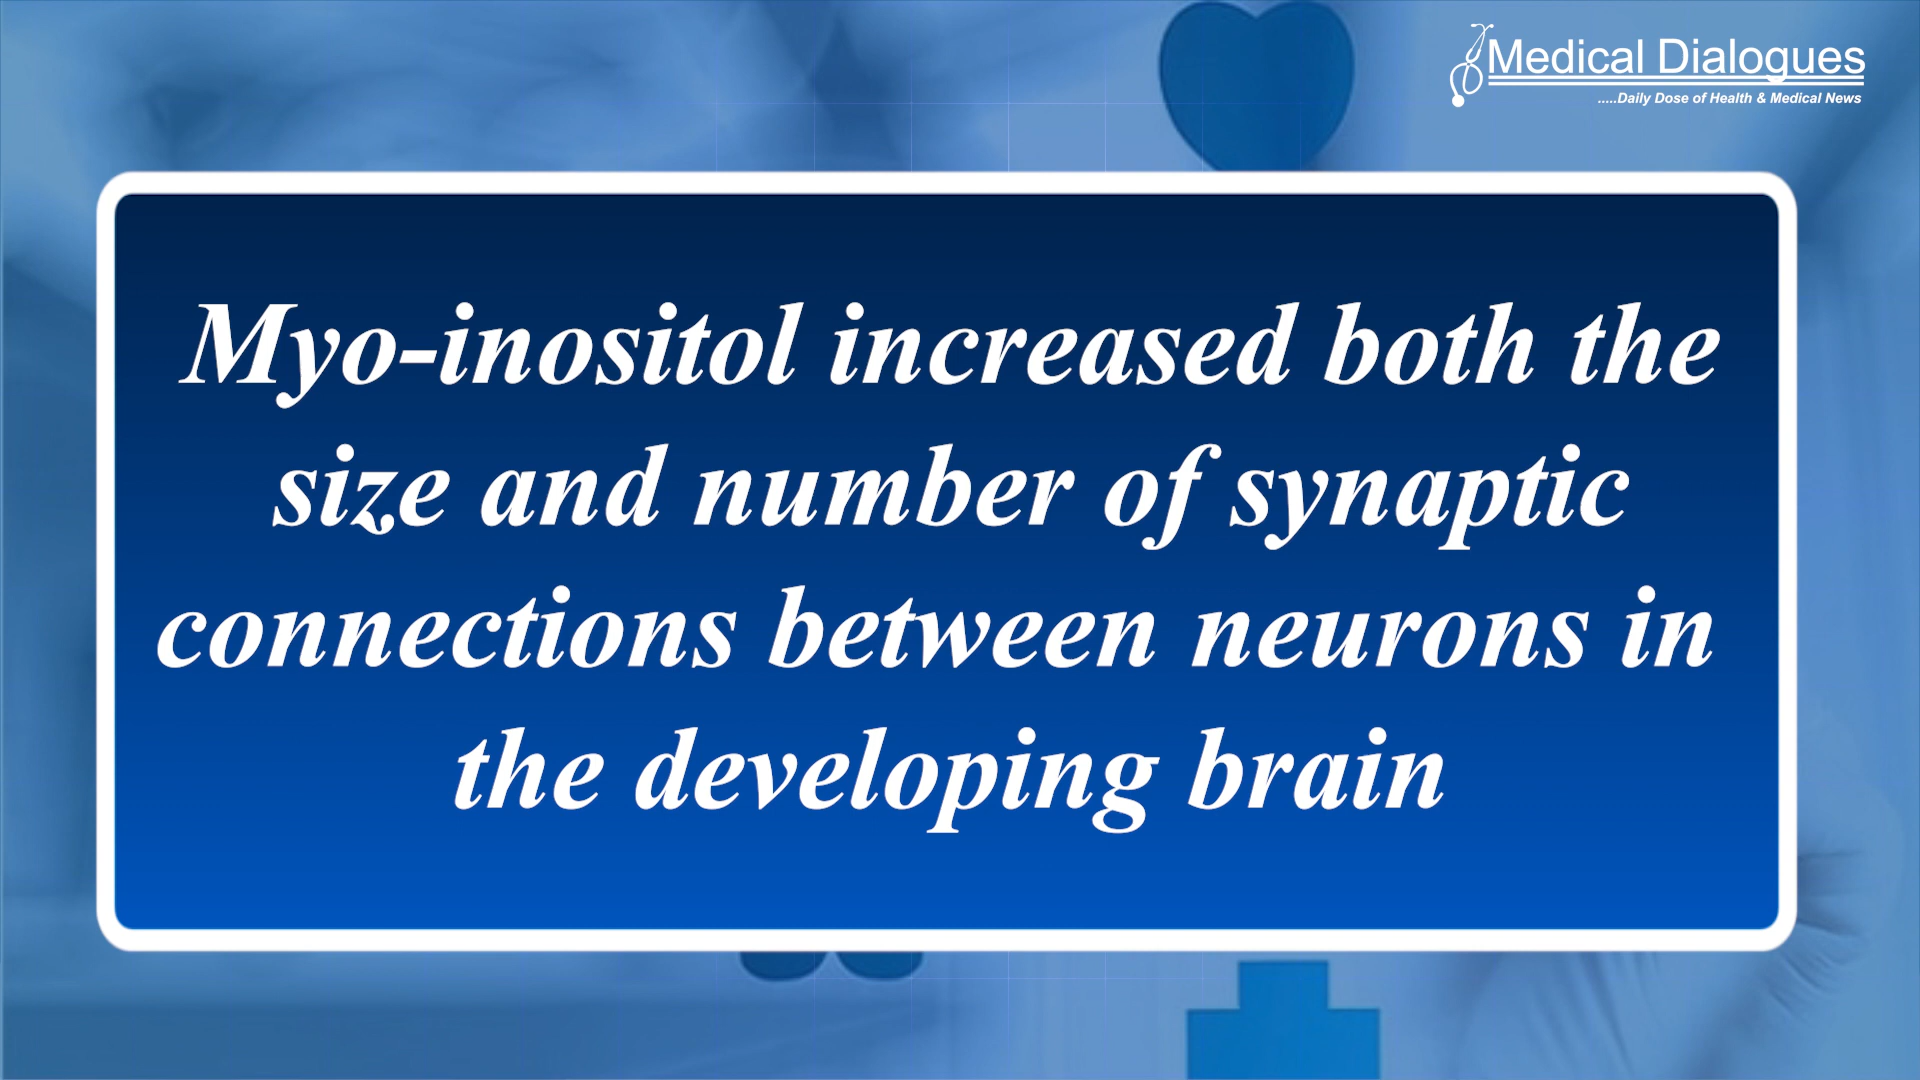 Medical Dialogues
.....Daily Dose of Health & Medical News
Myo-inositol increased both the
size and number of synaptic
connections between neurons in
the developing brain